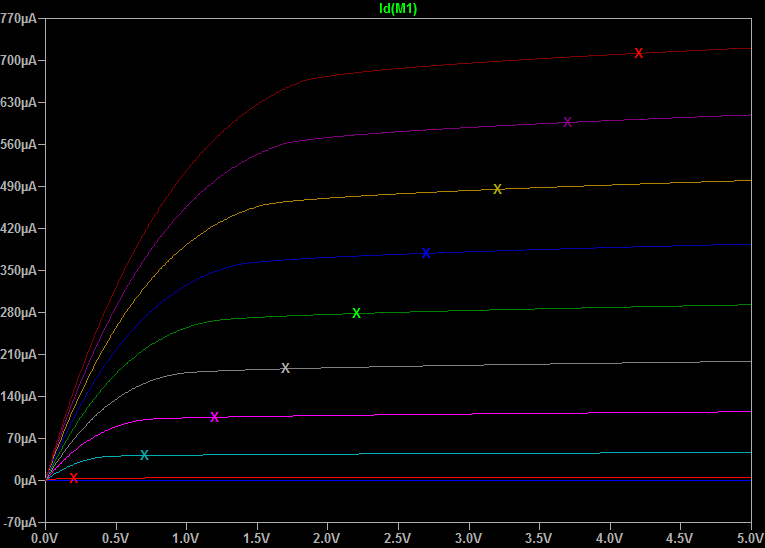 Id(M1)
770µA
700µA
630µA
560µA
490µA
420µA
350µA
280µA
210µA
140µA
70µA
0µA
-70µA
0.0V 0.5V 1.0V 1.5V 2.0V 2.5V 3.0V 3.5V 4.0V 4.5V 5.0V
X
X
X
X
X
X
X
X
X